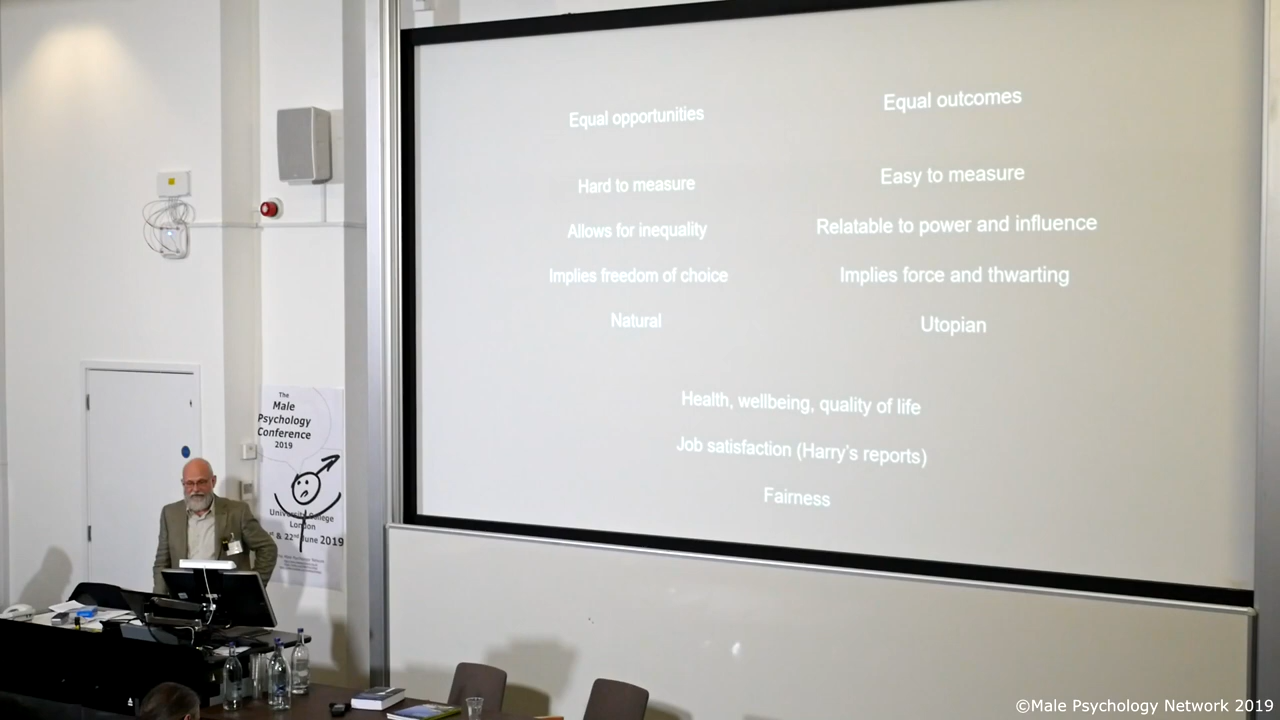 Equal opportunities
Equal outcomes
Hard to measure
Easy to measure
Allows for inequality
Relatable to power and influence
Implies freedom of choice
Implies force and thwarting
Natural
Utopian
Health, wellbeing, quality of life
Job satisfaction (Harry's reports)
Fairness
The
Male
Psychology
Conference
2019
University College
London
& 22nd June 2019
©Male Psychology Network 2019